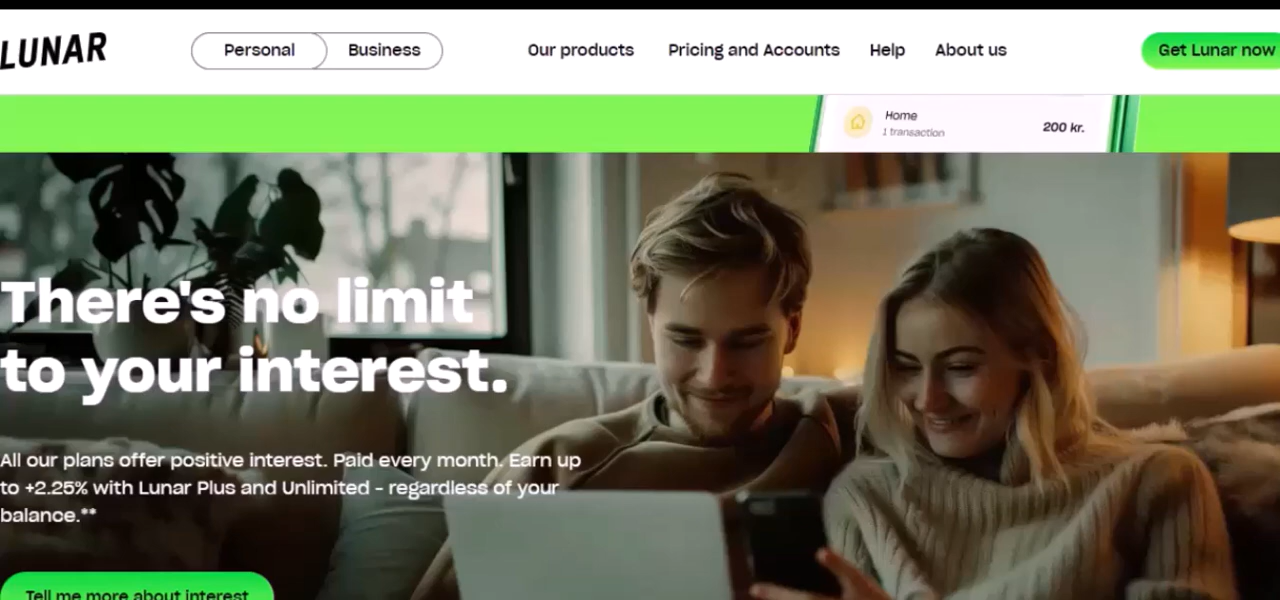 LUNAR
Personal
Business
Our products
Pricing and Accounts
Help
About us
Get Lunar now
Home
1 transaction
200 kr.
There's no limit
to your interest.
All our plans offer positive interest. Paid every month. Earn up
to +2.25% with Lunar Plus and Unlimited - regardless of your
balance.**
Tell me more about interest